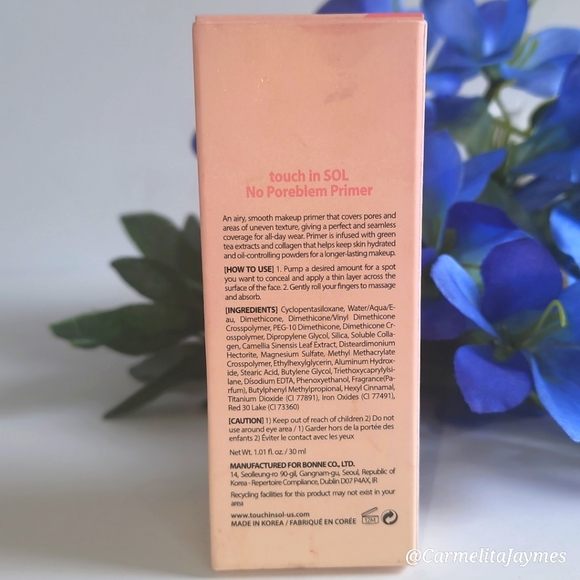 touch in SOL
No Poreblem Primer
An airy, smooth makeup primer that covers pores and
areas of uneven texture, giving a perfect and seamless
coverage for all-day wear. Primer is infused with green
tea extracts and collagen that helps keep skin hydrated
and oil-controlling powders for a longer-lasting makeup.
[HOW TO USE] 1. Pump a desired amount for a spot
you want to conceal and apply a thin layer across the
surface of the face. 2. Gently roll your fingers to massage
and absorb.
[INGREDIENTS] Cyclopentasiloxane, Water/Aqua/E-
au, Dimethicone, Dimethicone/Vinyl Dimethicone
Crosspolymer, PEG-10 Dimethicone, Dimethicone Cr-
osspolymer, Dipropylene Glycol, Silica, Soluble Colla-
gen, Camellia Sinensis Leaf Extract, Disteardimonium
Hectorite, Magnesium Sulfate, Methyl Methacrylate
Crosspolymer, Ethylhexylglycerin, Aluminum Hydrox-
ide, Stearic Acid, Butylene Glycol, Triethoxycaprylylsi-
lane, Disodium EDTA, Phenoxyethanol, Fragrance(Pa-
rfum), Butylphenyl Methylpropional, Hexyl Cinnamal,
Titanium Dioxide (CI 77891), Iron Oxides (CI 77491),
Red 30 Lake (CI 73360)
[CAUTION] 1) Keep out of reach of children 2) Do not
use around eye area / 1) Garder hors de la portée des
enfants 2) Éviter le contact avec les yeux
Net Wt. 1.01 fl. oz. / 30 ml
MANUFACTURED FOR BONNE CO., LTD.
14, Seolleung-ro 90-gil, Gangnam-gu, Seoul, Republic of
Korea - Repertoire Compliance, Dublin D07 P4AX, IR
Recycling facilities for this product may not exist in your
area
www.touchinsol-us.com
MADE IN KOREA / FABRIQUÉ EN CORÉE
12M
@CarmelitaJaymes